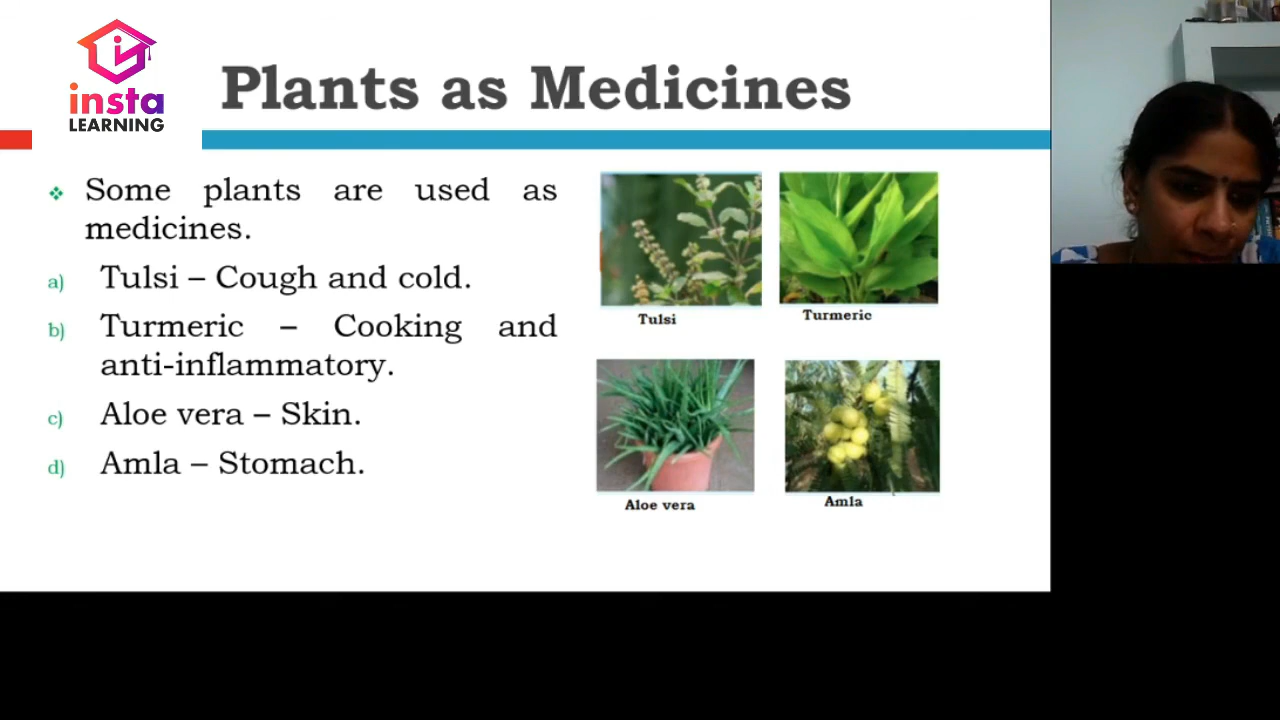 insta
LEARNING
Plants as Medicines
❖ Some plants are used as
medicines.
a) Tulsi – Cough and cold.
b) Turmeric – Cooking and
anti-inflammatory.
c) Aloe vera – Skin.
d) Amla – Stomach.
Tulsi
Turmeric
Aloe vera
Amla